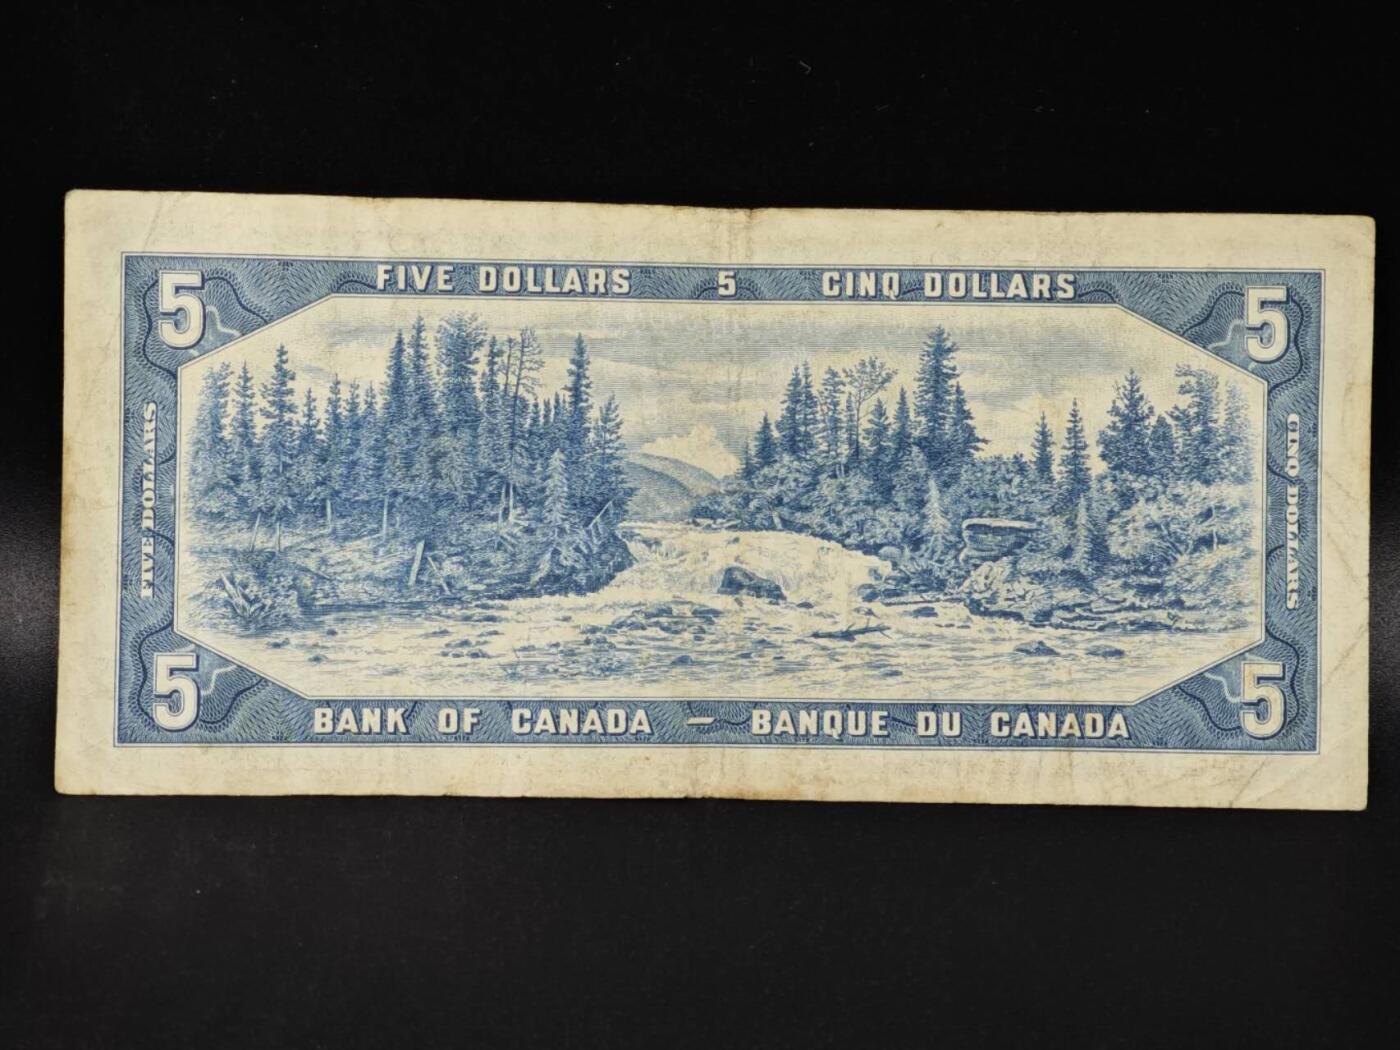 5 FIVE DOLLARS 5 CINQ DOLLARS 5
FIVE DOLLARS
CINQ DOLLARS
5 BANK OF CANADA — BANQUE DU CANADA 5